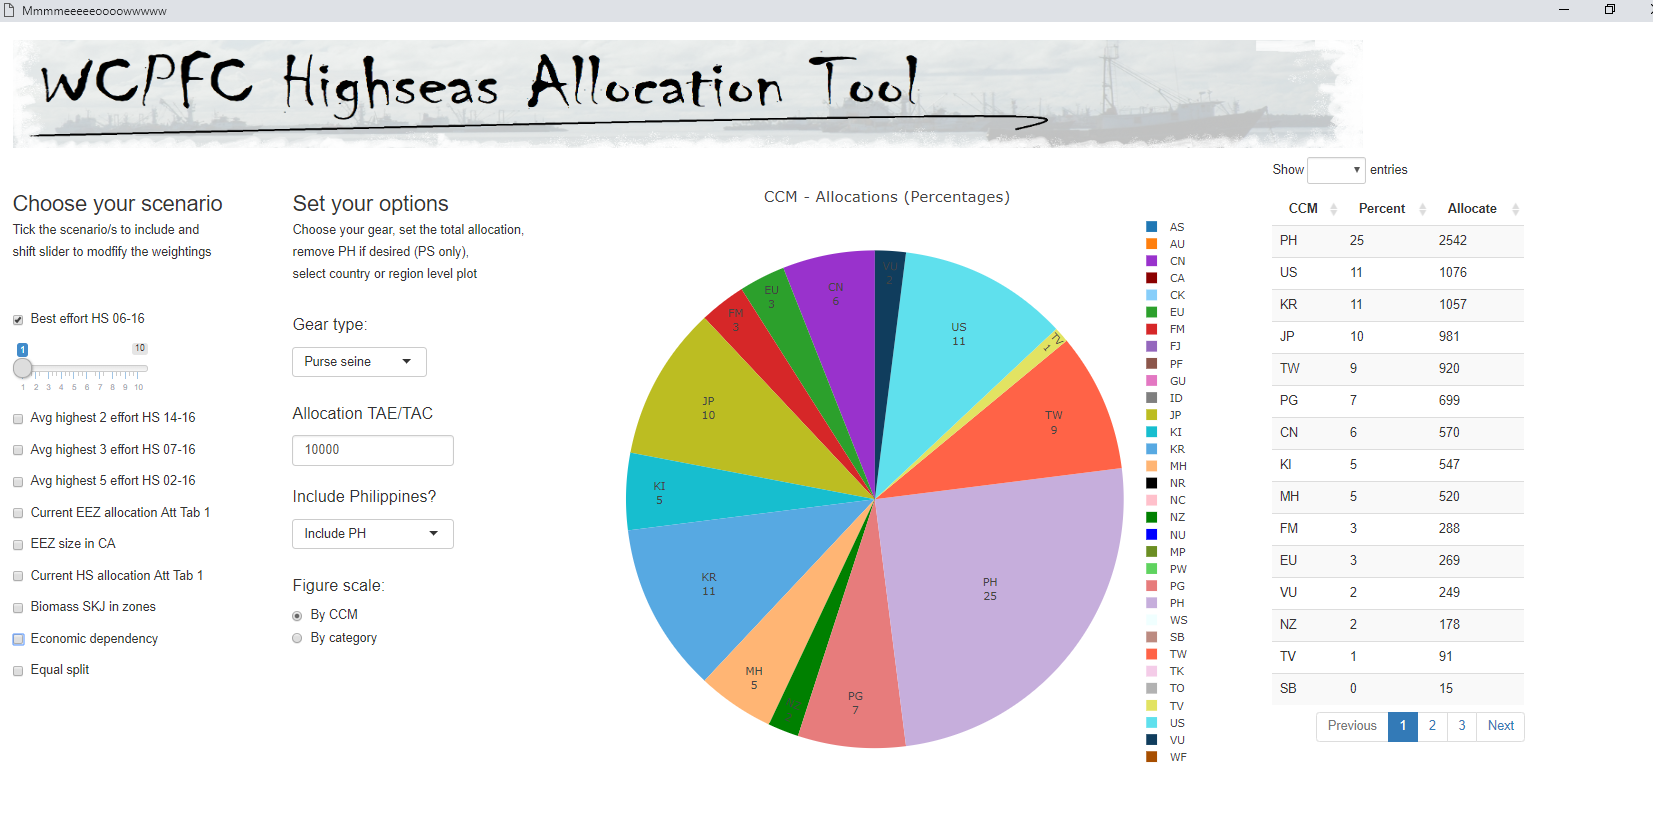 Mmmmeeeeeoooowwwww
WCPFC Highseas Allocation Tool
Choose your scenario
Tick the scenario/s to include and
shift slider to modfify the weightings
Best effort HS 06-16
1 10
1 2 3 4 5 6 7 8 9 10
Avg highest 2 effort HS 14-16
Avg highest 3 effort HS 07-16
Avg highest 5 effort HS 02-16
Current EEZ allocation Att Tab 1
EEZ size in CA
Current HS allocation Att Tab 1
Biomass SKJ in zones
Economic dependency
Equal split
Set your options
Choose your gear, set the total allocation,
remove PH if desired (PS only),
select country or region level plot
Gear type:
Purse seine
Allocation TAE/TAC
10000
Include Philippines?
Include PH
Figure scale:
By CCM
By category
CCM - Allocations (Percentages)
VU
2
US
11
TV
1
TW
9
PH
25
PG
7
MH
5
KR
11
KI
5
JP
10
FM
3
EU
3
CN
6
AS
AU
CN
CA
CK
EU
FM
FJ
PF
GU
ID
JP
KI
KR
MH
NR
NC
NZ
NU
MP
PW
PG
PH
WS
SB
TW
TK
TO
TV
US
VU
WF
Show entries
CCM Percent Allocate
PH 25 2542
US 11 1076
KR 11 1057
JP 10 981
TW 9 920
PG 7 699
CN 6 570
KI 5 547
MH 5 520
FM 3 288
EU 3 269
VU 2 249
NZ 2 178
TV 1 91
SB 0 15
Previous 1 2 3 Next